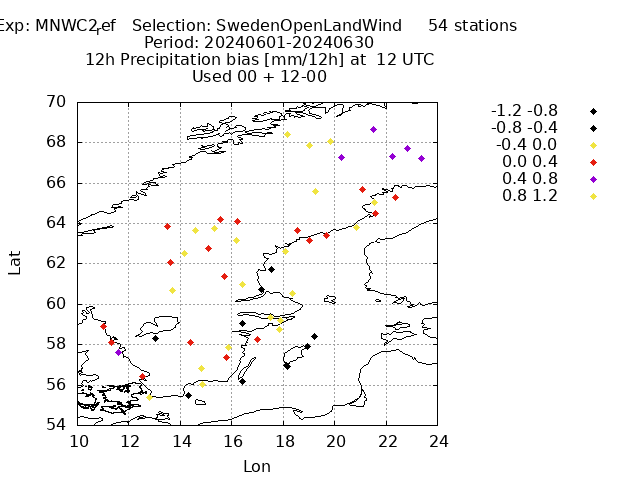 Exp: MNWC2ref   Selection: SwedenOpenLandWind     54 stations
Period: 20240601-20240630
12h Precipitation bias [mm/12h] at  12 UTC
Used 00 + 12-00
-1.2 -0.8
-0.8 -0.4
-0.4 0.0
0.0 0.4
0.4 0.8
0.8 1.2
70
68
66
64
62
60
58
56
54
Lat
10 12 14 16 18 20 22 24
Lon